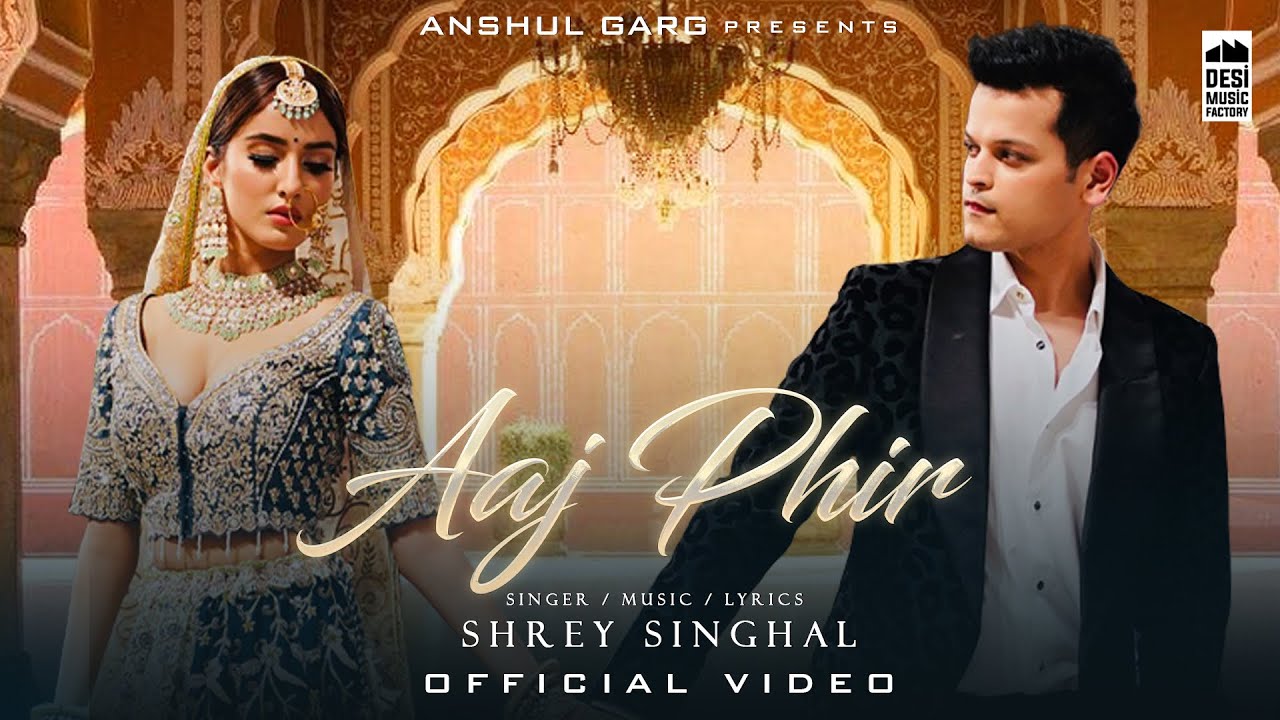 ANSHUL GARG PRESENTS
DESi
MUSiC
FACTORY
Aaj Phir
SINGER / MUSIC / LYRICS
SHREY SINGHAL
OFFICIAL VIDEO